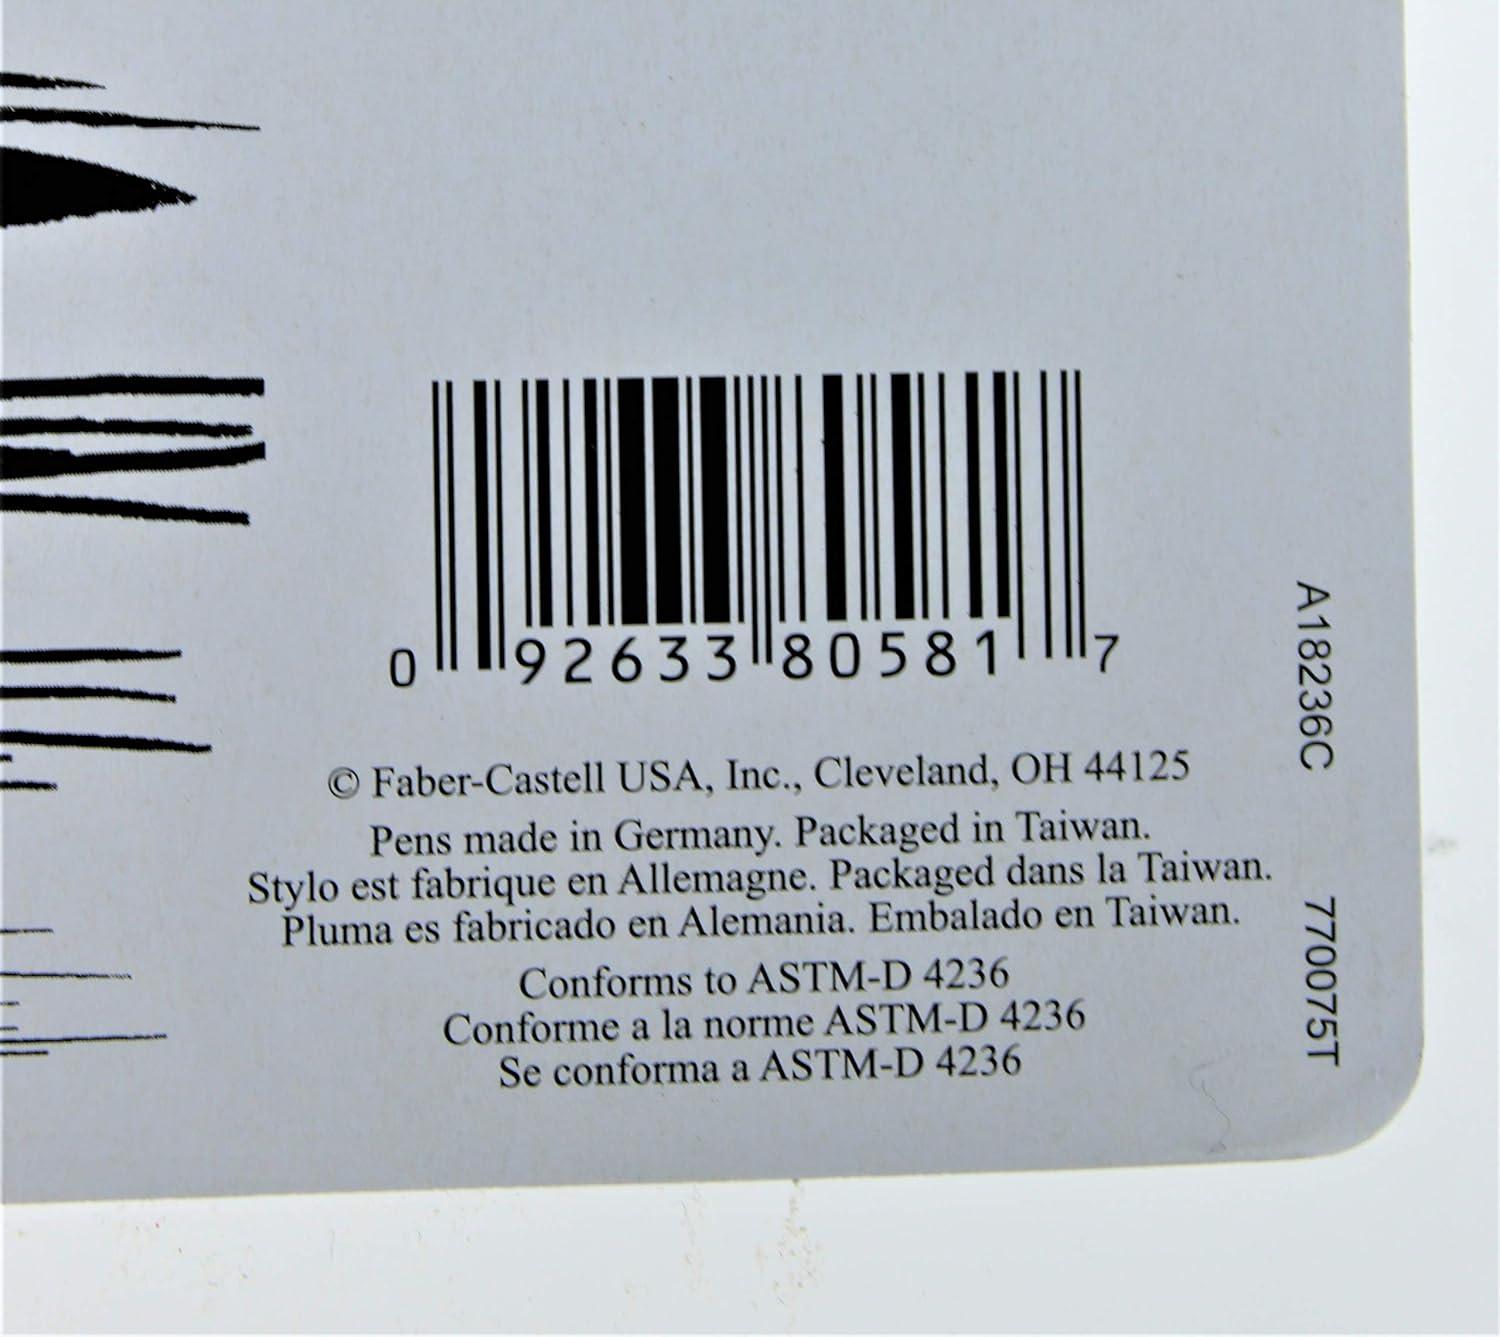 0 92633 80581 7
© Faber-Castell USA, Inc., Cleveland, OH 44125
Pens made in Germany. Packaged in Taiwan.
Stylo est fabrique en Allemagne. Packaged dans la Taiwan.
Pluma es fabricado en Alemania. Embalado en Taiwan.
Conforms to ASTM-D 4236
Conforme a la norme ASTM-D 4236
Se conforma a ASTM-D 4236
A18236C 770075T